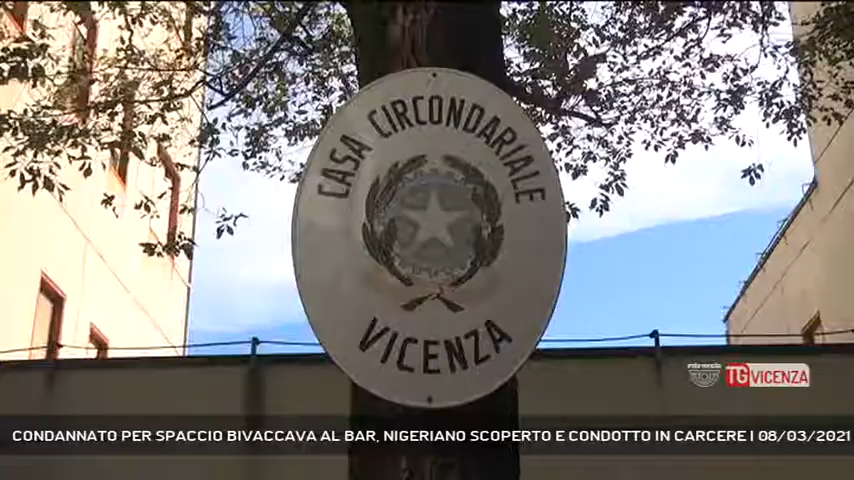 CASA CIRCONDARIALE
VICENZA
TG VICENZA
CONDANNATO PER SPACCIO BIVACCAVA AL BAR, NIGERIANO SCOPERTO E CONDOTTO IN CARCERE | 08/03/2021